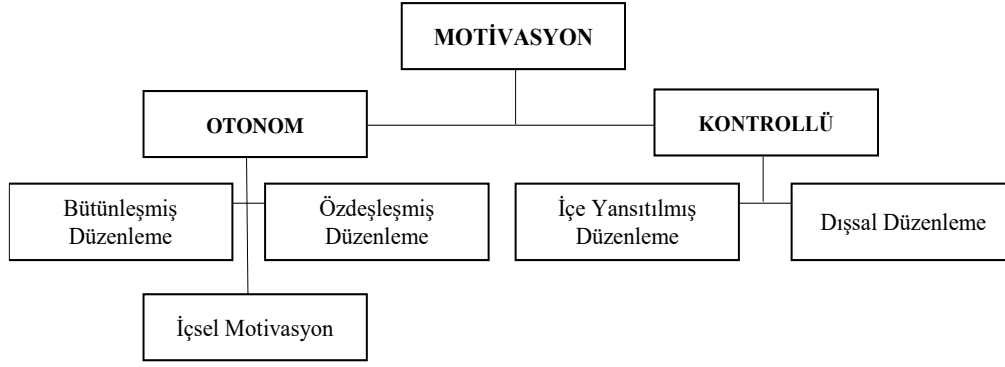 MOTİVASYON
OTONOM
KONTROLLÜ
Bütünleşmiş
Düzenleme
Özdeşleşmiş
Düzenleme
İçe Yansıtılmış
Düzenleme
Dışsal Düzenleme
İçsel Motivasyon